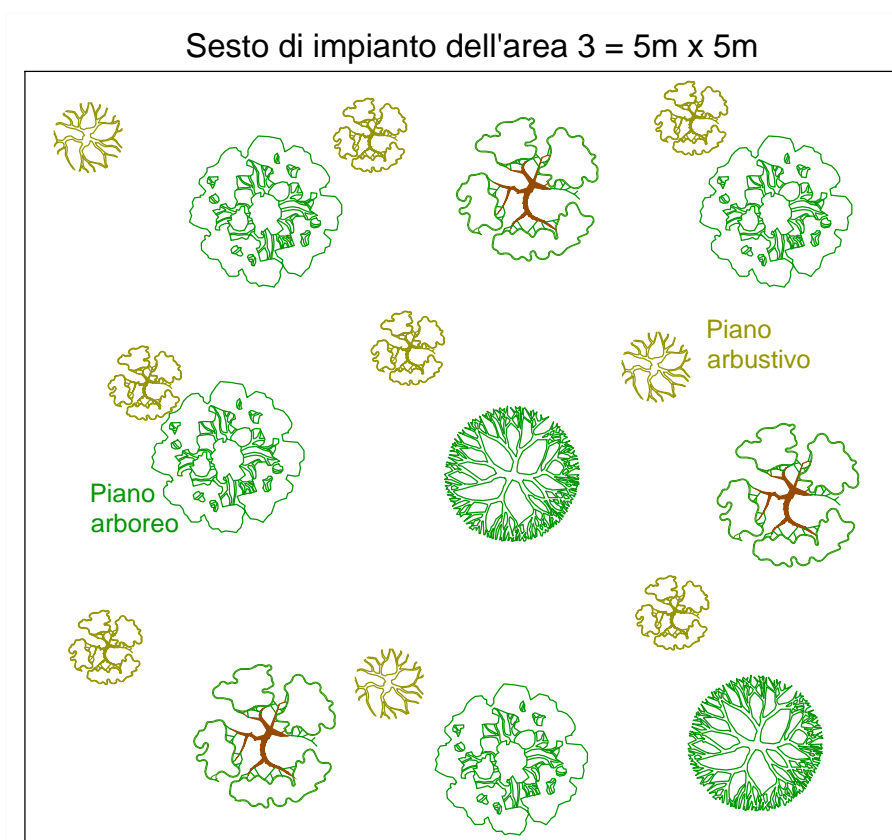 Sesto di impianto dell'area 3 = 5m x 5m
Piano
arbustivo
Piano
arboreo